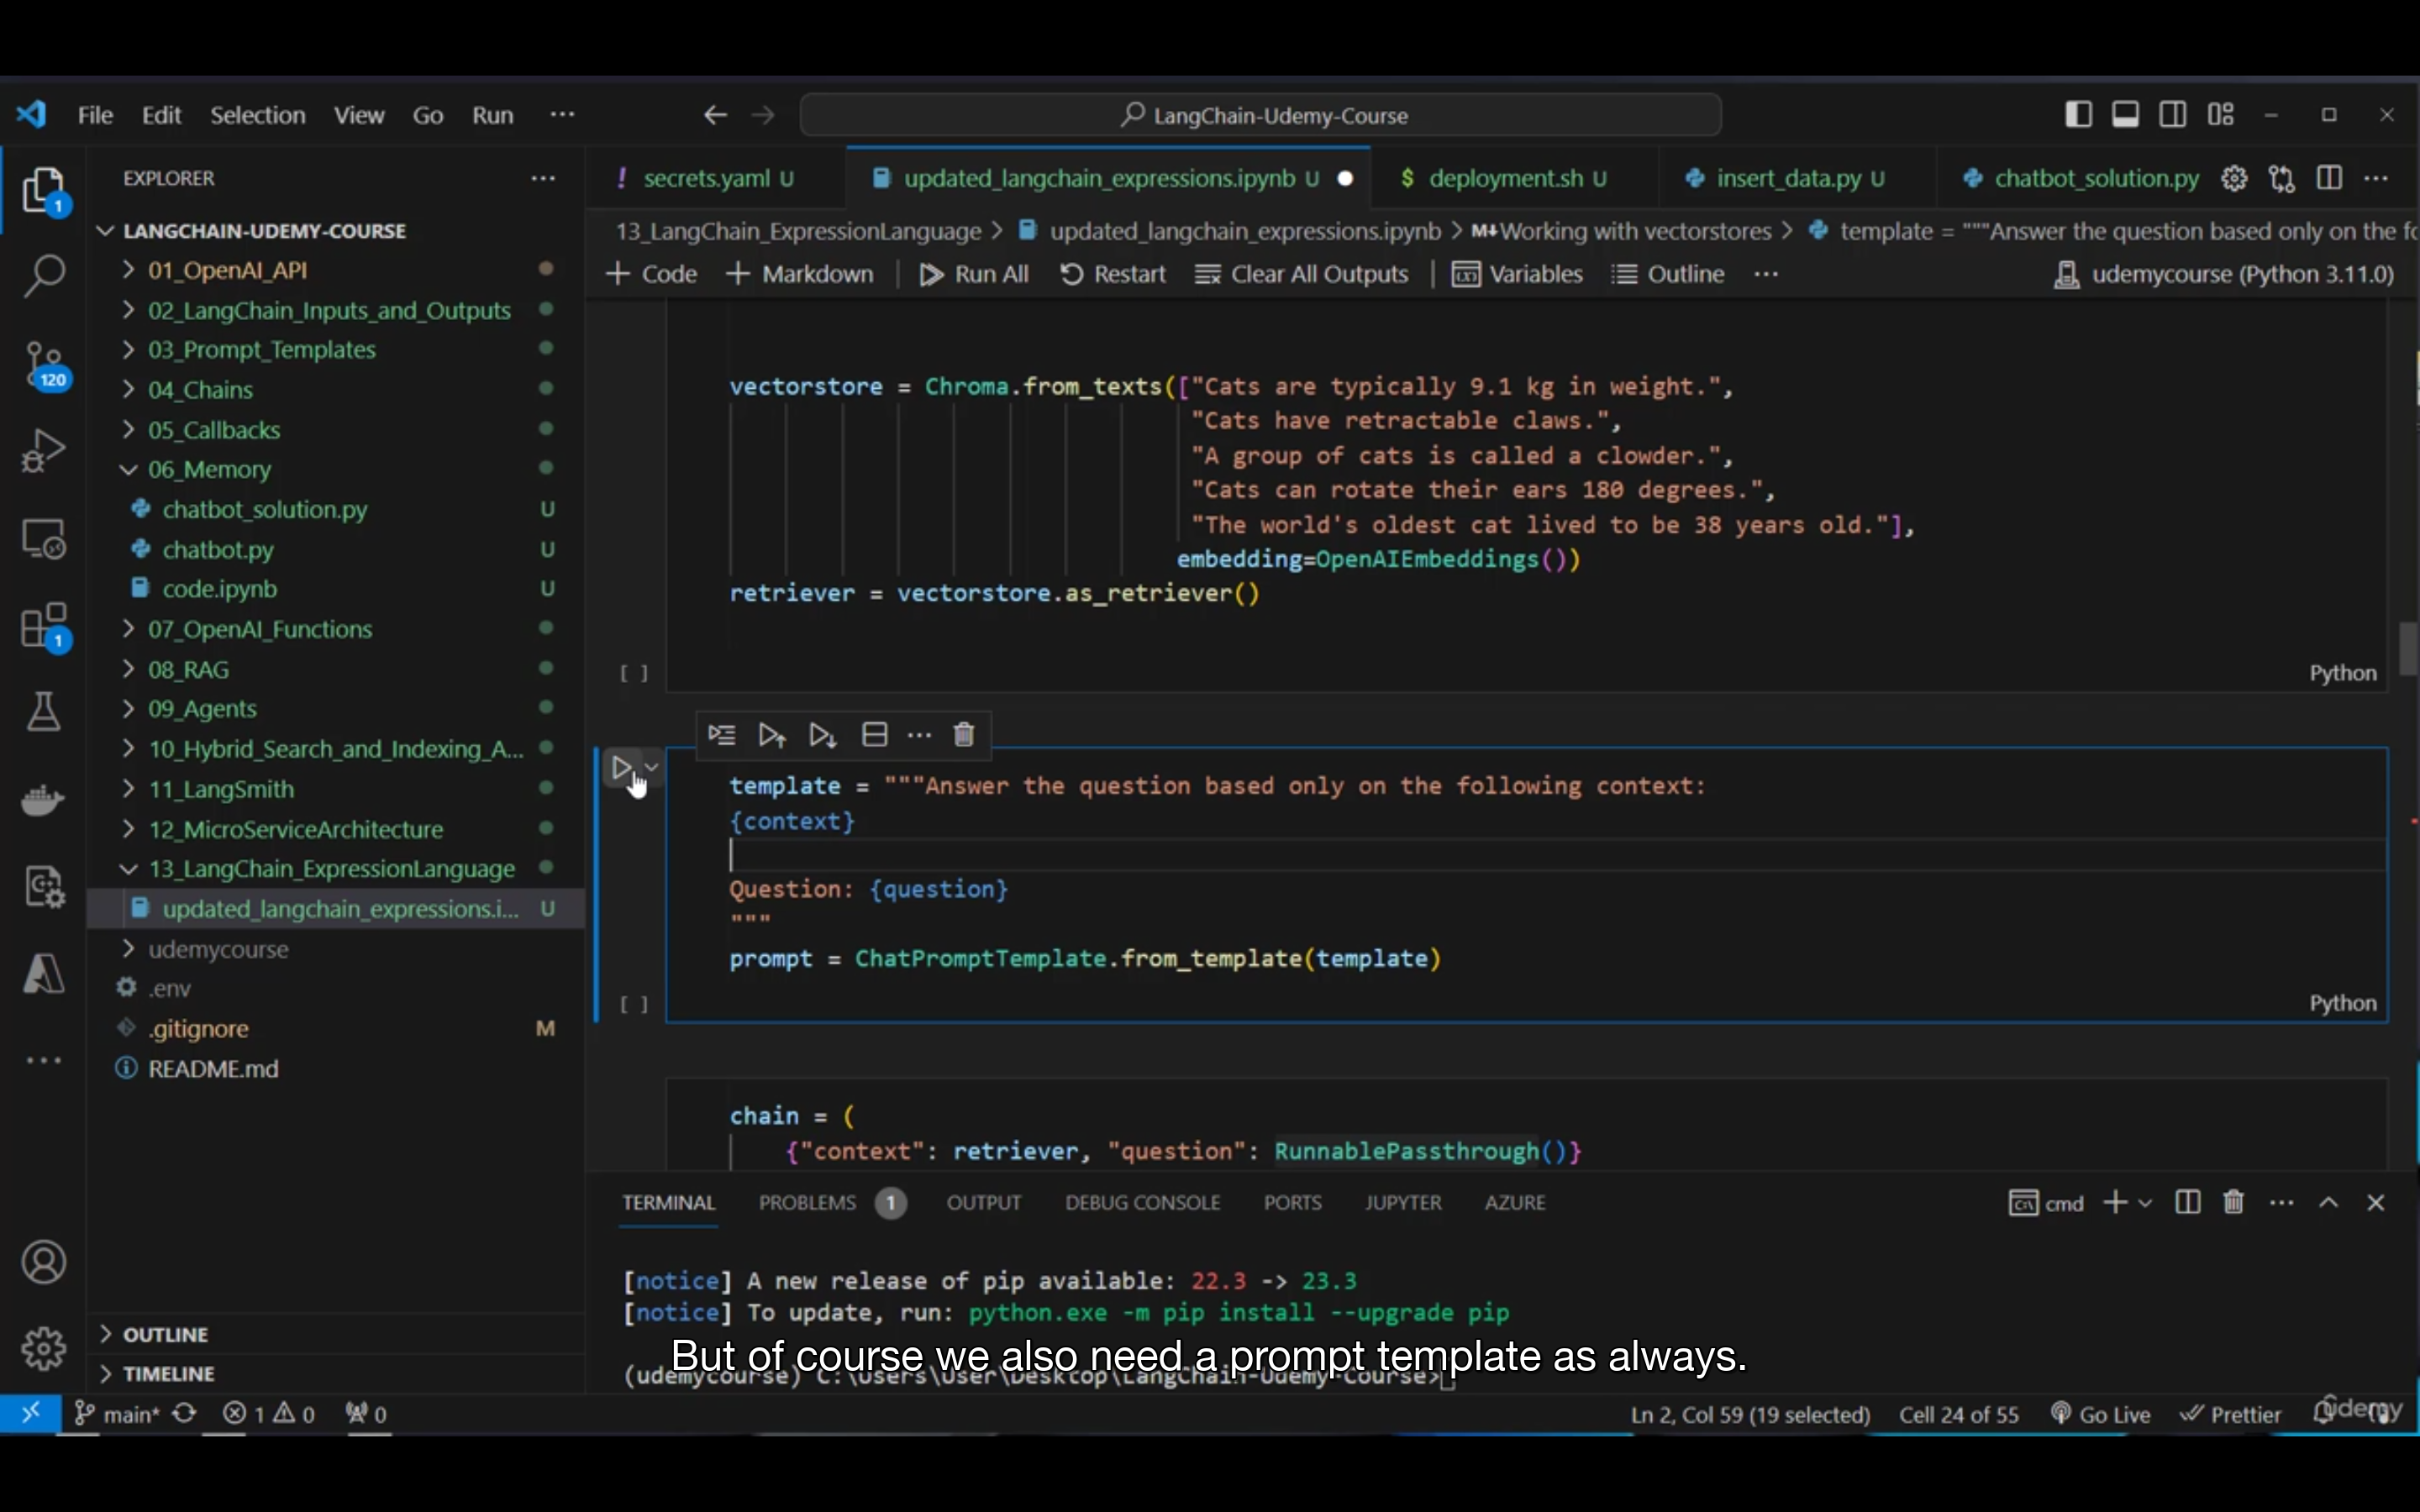 File Edit Selection View Go Run ···
LangChain-Udemy-Course
EXPLORER
LANGCHAIN-UDEMY-COURSE
01_OpenAI_API
02_LangChain_Inputs_and_Outputs
03_Prompt_Templates
04_Chains
05_Callbacks
06_Memory
chatbot_solution.py U
chatbot.py U
code.ipynb U
07_OpenAI_Functions
08_RAG
09_Agents
10_Hybrid_Search_and_Indexing_A...
11_LangSmith
12_MicroServiceArchitecture
13_LangChain_ExpressionLanguage
updated_langchain_expressions.i... U
udemycourse
.env
.gitignore M
README.md
OUTLINE
TIMELINE
1
120
1
! secrets.yaml U
updated_langchain_expressions.ipynb U
$ deployment.sh U
insert_data.py U
chatbot_solution.py
13_LangChain_ExpressionLanguage > updated_langchain_expressions.ipynb > M↓Working with vectorstores > template = """Answer the question based only on the fo
+ Code + Markdown | Run All Restart Clear All Outputs | Variables Outline ··· udemycourse (Python 3.11.0)
vectorstore = Chroma.from_texts(["Cats are typically 9.1 kg in weight.",
"Cats have retractable claws.",
"A group of cats is called a clowder.",
"Cats can rotate their ears 180 degrees.",
"The world's oldest cat lived to be 38 years old."],
embedding=OpenAIEmbeddings())
retriever = vectorstore.as_retriever()
[ ] Python
template = """Answer the question based only on the following context:
{context}
Question: {question}
"""
prompt = ChatPromptTemplate.from_template(template)
[ ] Python
chain = (
{"context": retriever, "question": RunnablePassthrough()}
TERMINAL PROBLEMS 1 OUTPUT DEBUG CONSOLE PORTS JUPYTER AZURE
cmd
[notice] A new release of pip available: 22.3 -> 23.3
[notice] To update, run: python.exe -m pip install --upgrade pip
But of course we also need a prompt template as always.
(udemycourse) C:\Users\User\Desktop\LangChain-Udemy-Course>
main* 1 0 0
Ln 2, Col 59 (19 selected) Cell 24 of 55 Go Live Prettier
udemy